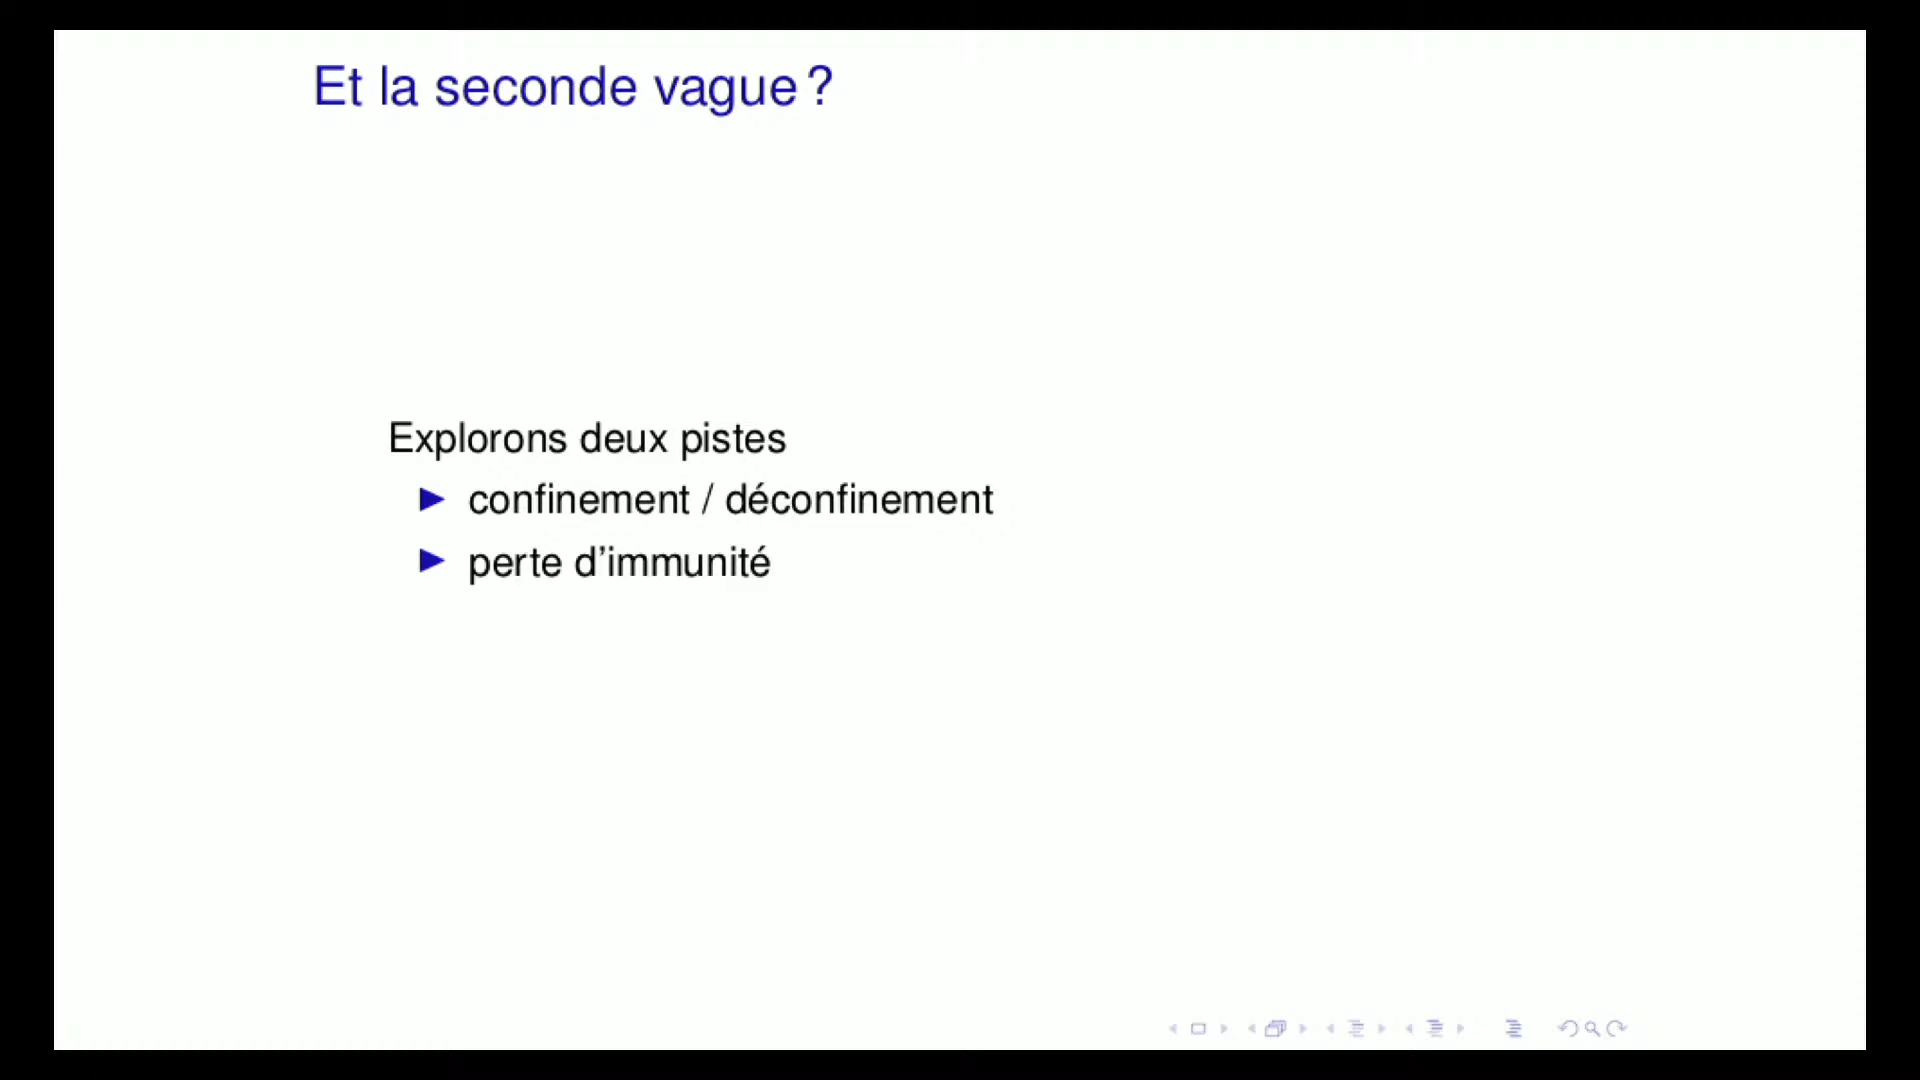 Et la seconde vague ?
Explorons deux pistes
confinement / déconfinement
perte d'immunité